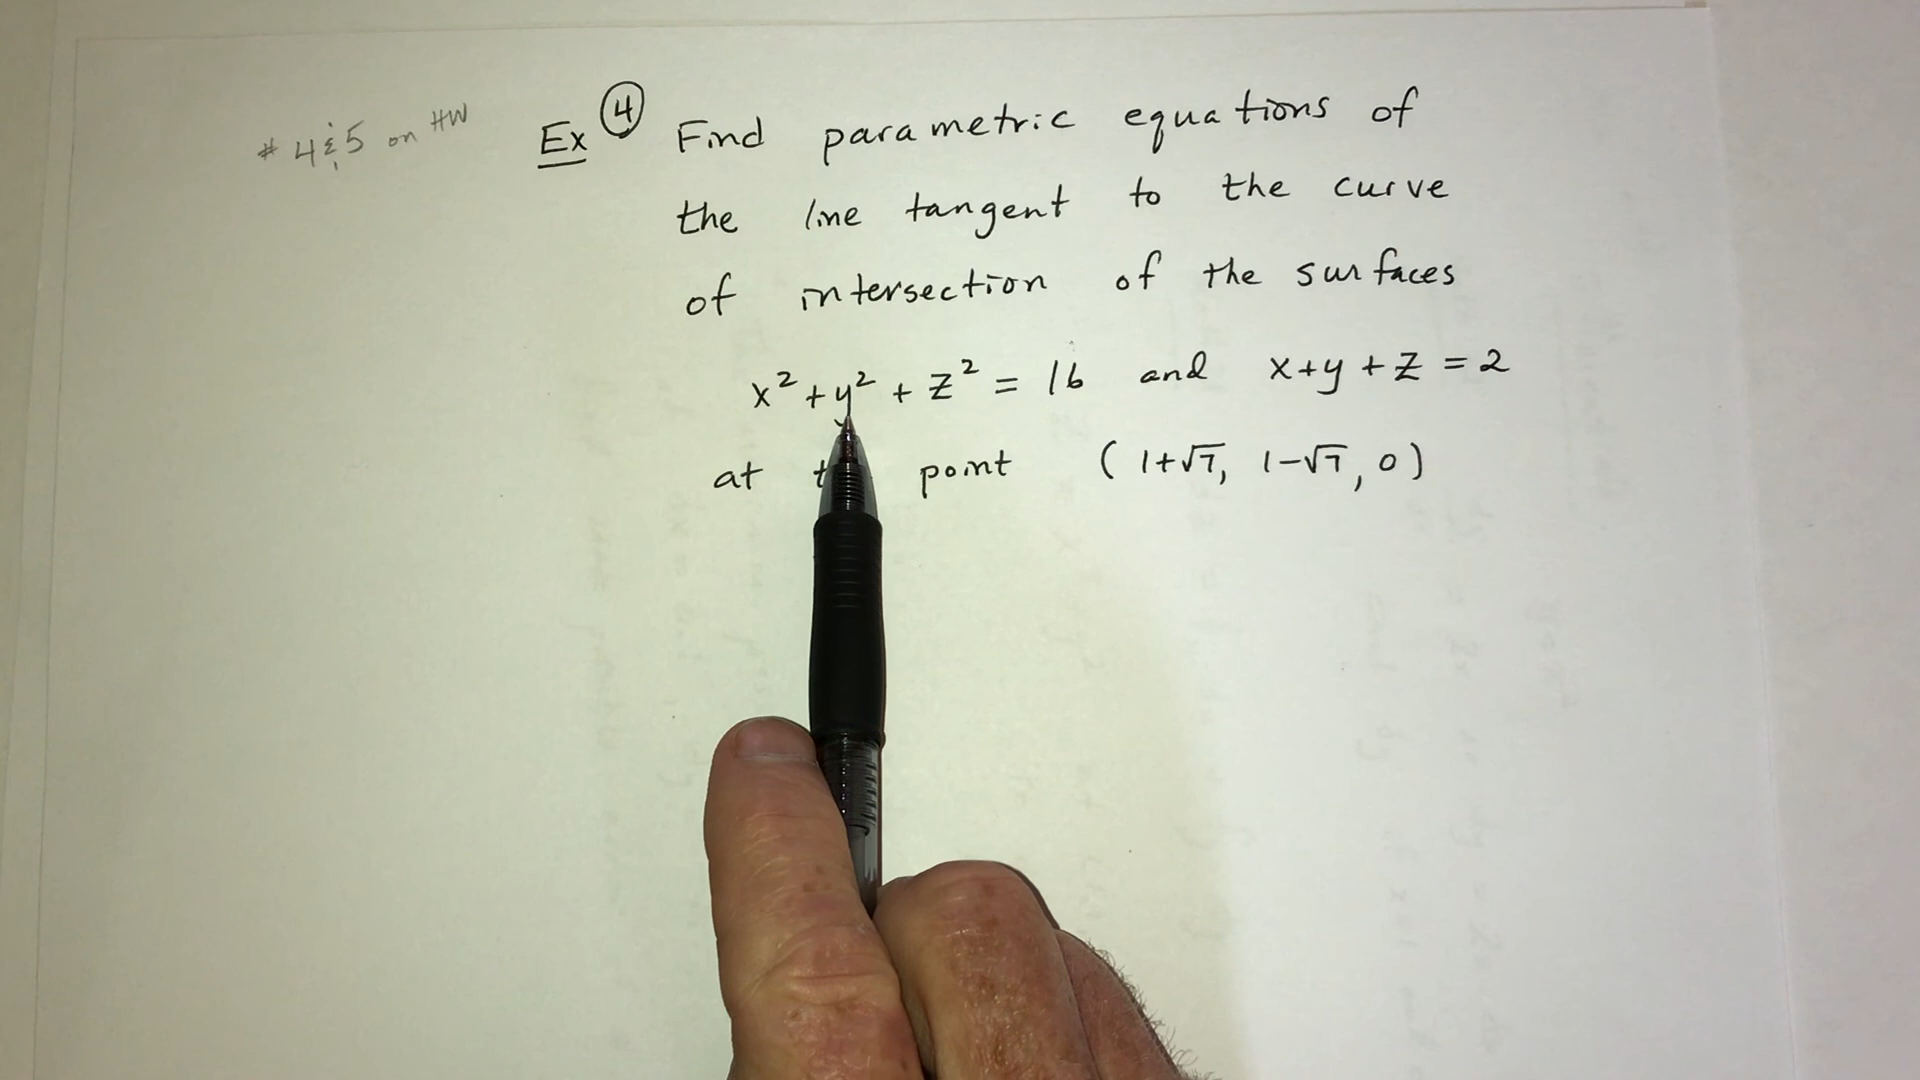 # 4 & 5 on HW
Ex ④ Find parametric equations of
the line tangent to the curve
of intersection of the surfaces
x² + y² + z² = 16 and x+y+z = 2
at point (1+√7, 1-√7, 0)